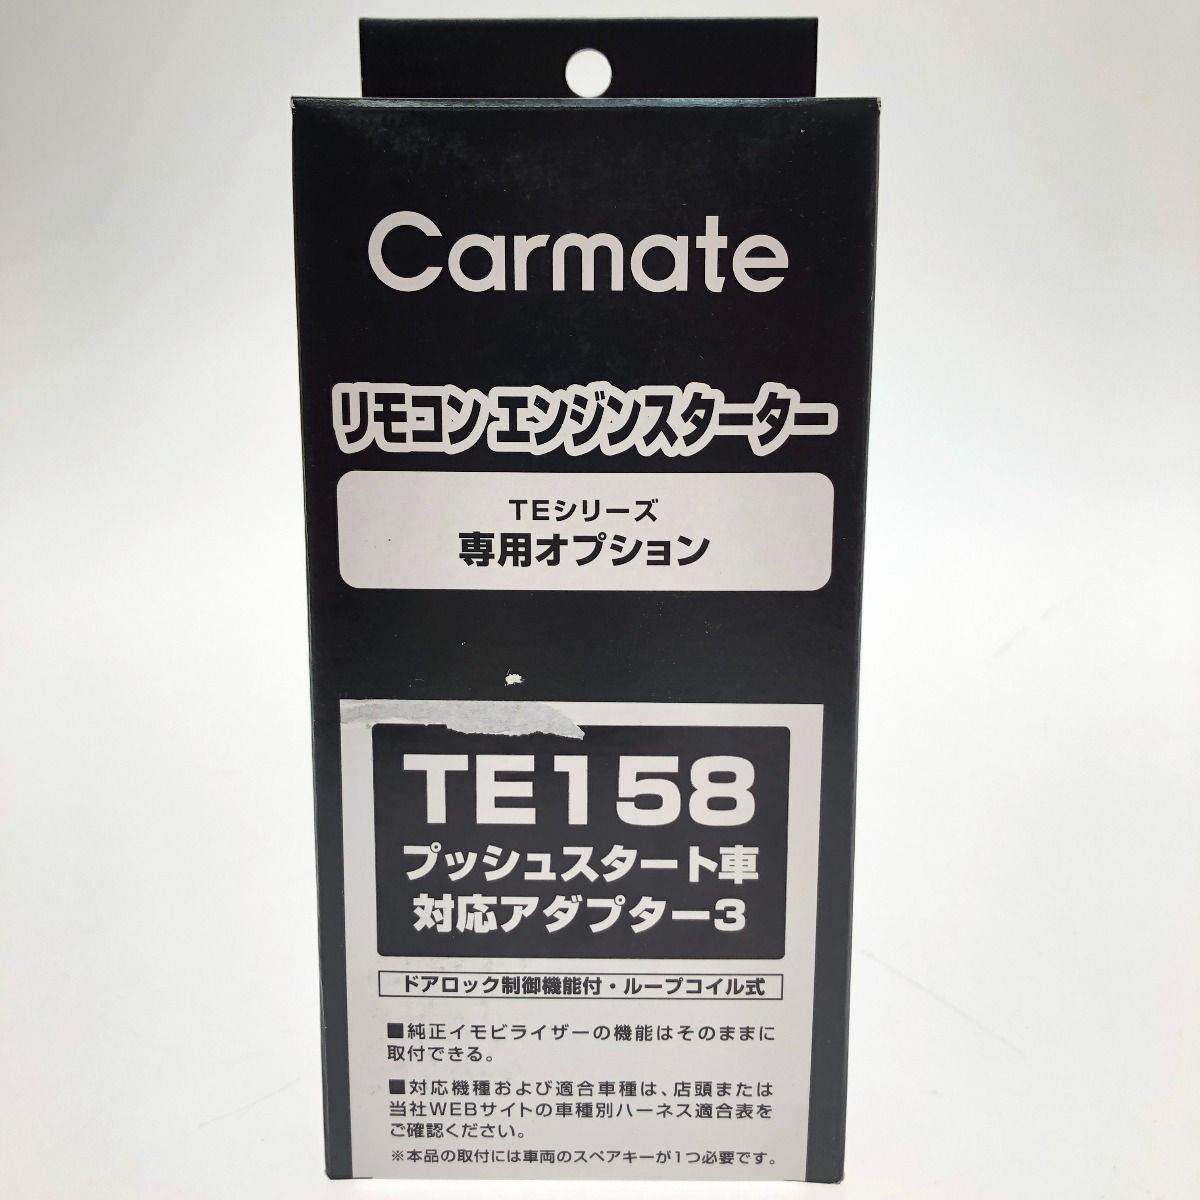 Carmate
リモコン エンジンスターター
TEシリーズ
専用オプション
TE158
プッシュスタート車
対応アダプター3
ドアロック制御機能付・ループコイル式
■純正イモビライザーの機能はそのままに
取付できる。
■対応機種および適合車種は、店頭または
当社WEBサイトの車種別ハーネス適合表を
ご確認ください。
※本品の取付には車両のスペアキーが1つ必要です。